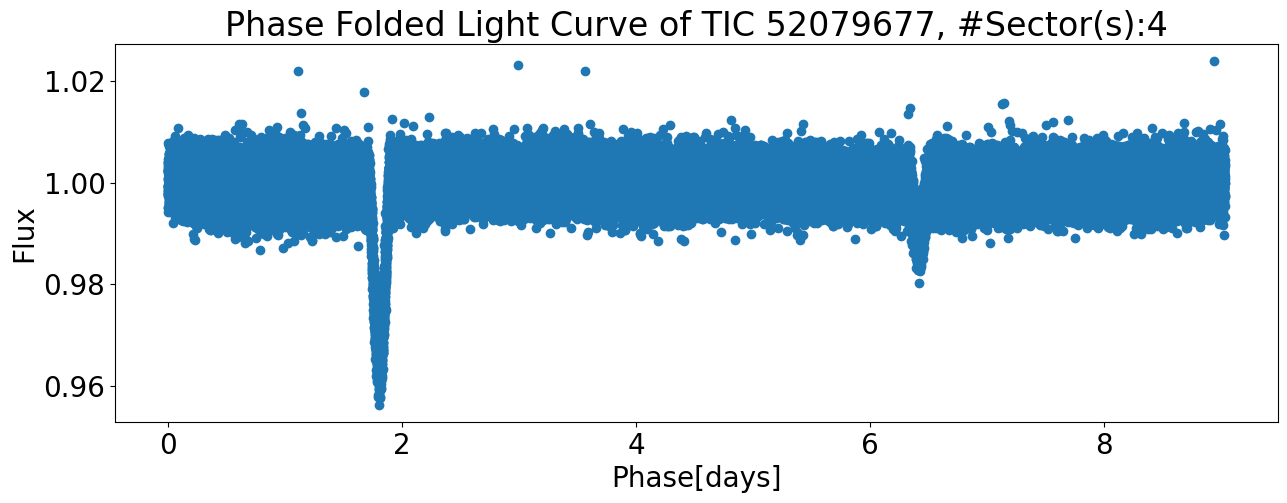 Phase Folded Light Curve of TIC 52079677, #Sector(s):4
1.02
1.00
0.98
0.96
Flux
0 2 4 6 8
Phase[days]